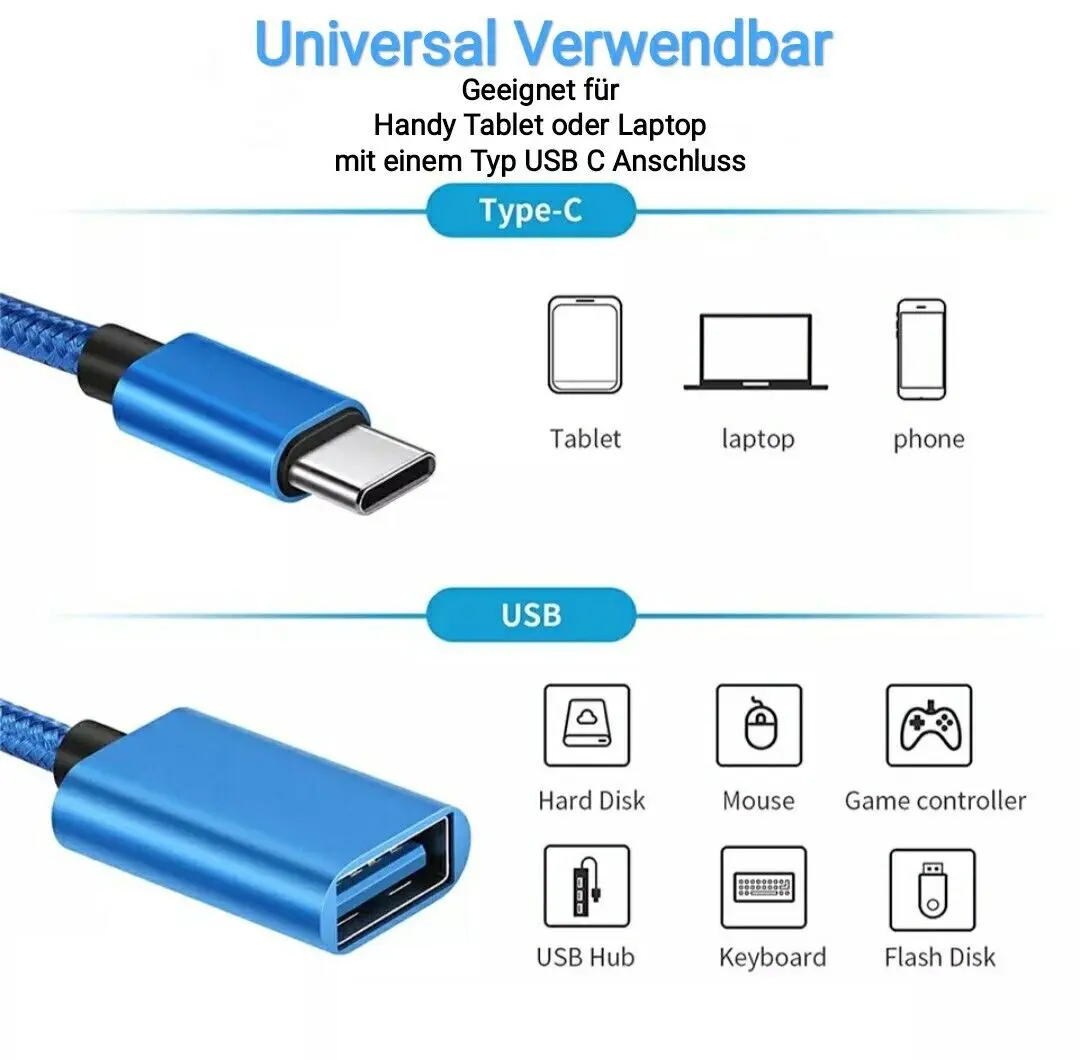 Universal Verwendbar
Geeignet für
Handy Tablet oder Laptop
mit einem Typ USB C Anschluss
Type-C
Tablet laptop phone
USB
Hard Disk Mouse Game controller
USB Hub Keyboard Flash Disk